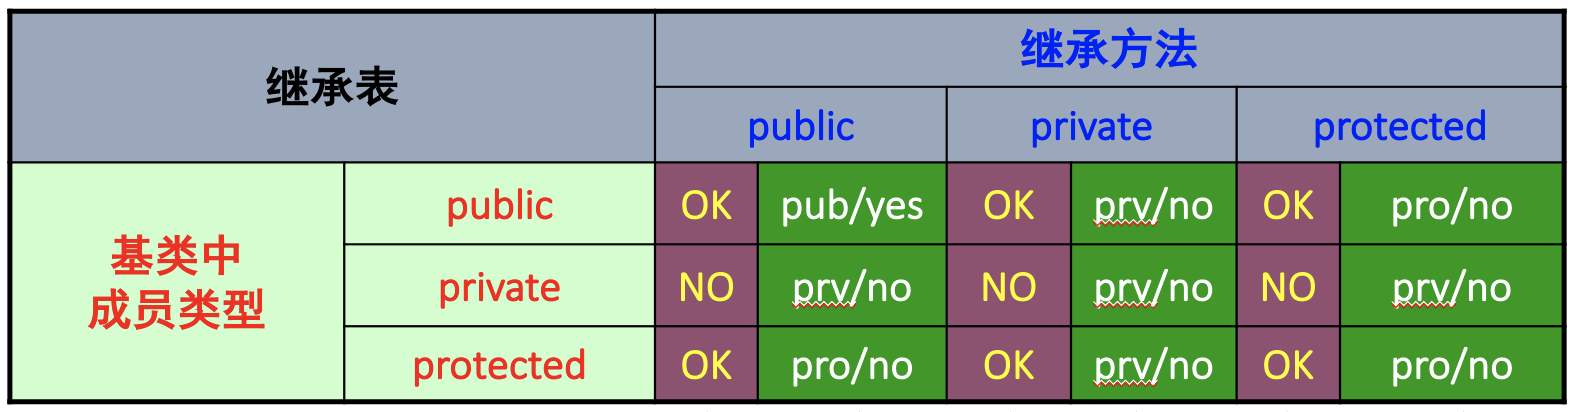 继承表
继承方法
public private protected
基类中
成员类型
public OK pub/yes OK prv/no OK pro/no
private NO prv/no NO prv/no NO prv/no
protected OK pro/no OK prv/no OK pro/no